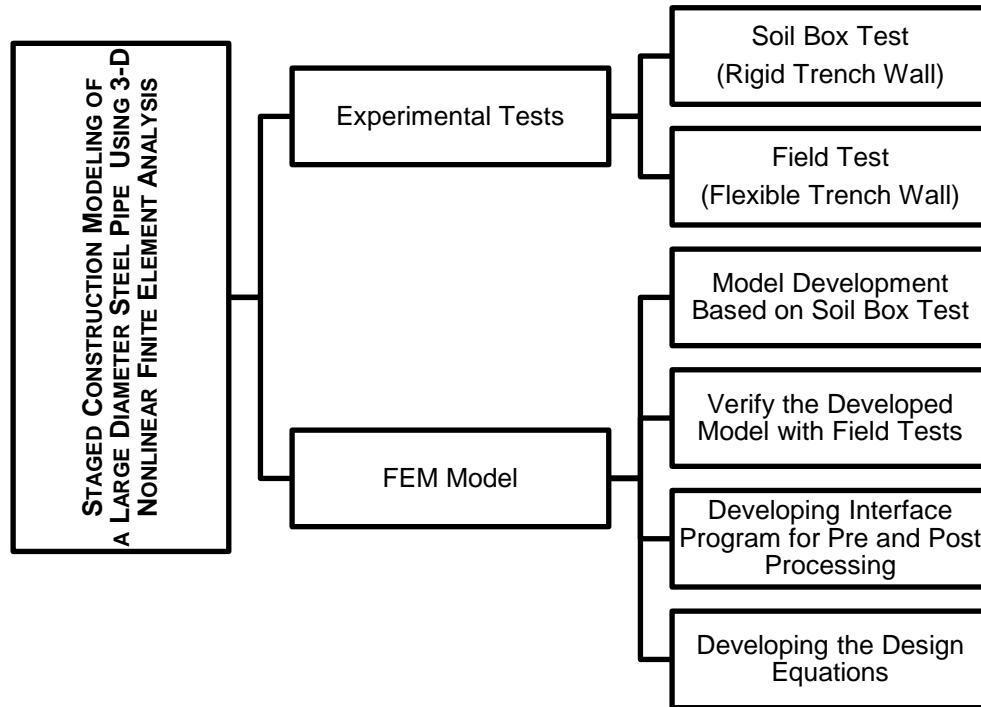 STAGED CONSTRUCTION MODELING OF
A LARGE DIAMETER STEEL PIPE USING 3-D
NONLINEAR FINITE ELEMENT ANALYSIS
Experimental Tests
Soil Box Test
(Rigid Trench Wall)
Field Test
(Flexible Trench Wall)
FEM Model
Model Development
Based on Soil Box Test
Verify the Developed
Model with Field Tests
Developing Interface
Program for Pre and Post
Processing
Developing the Design
Equations